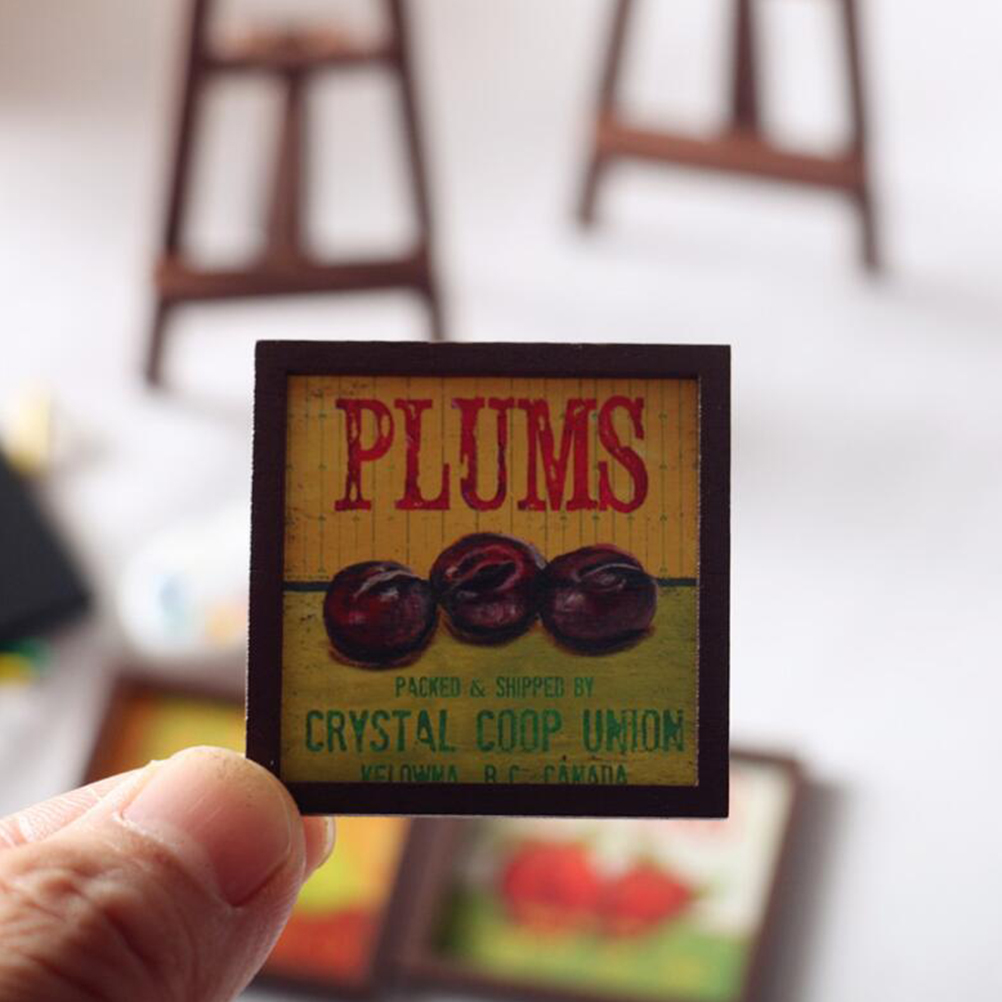 PLUMS
PACKED & SHIPPED BY
CRYSTAL COOP UNION
KELOWNA, B.C. CANADA